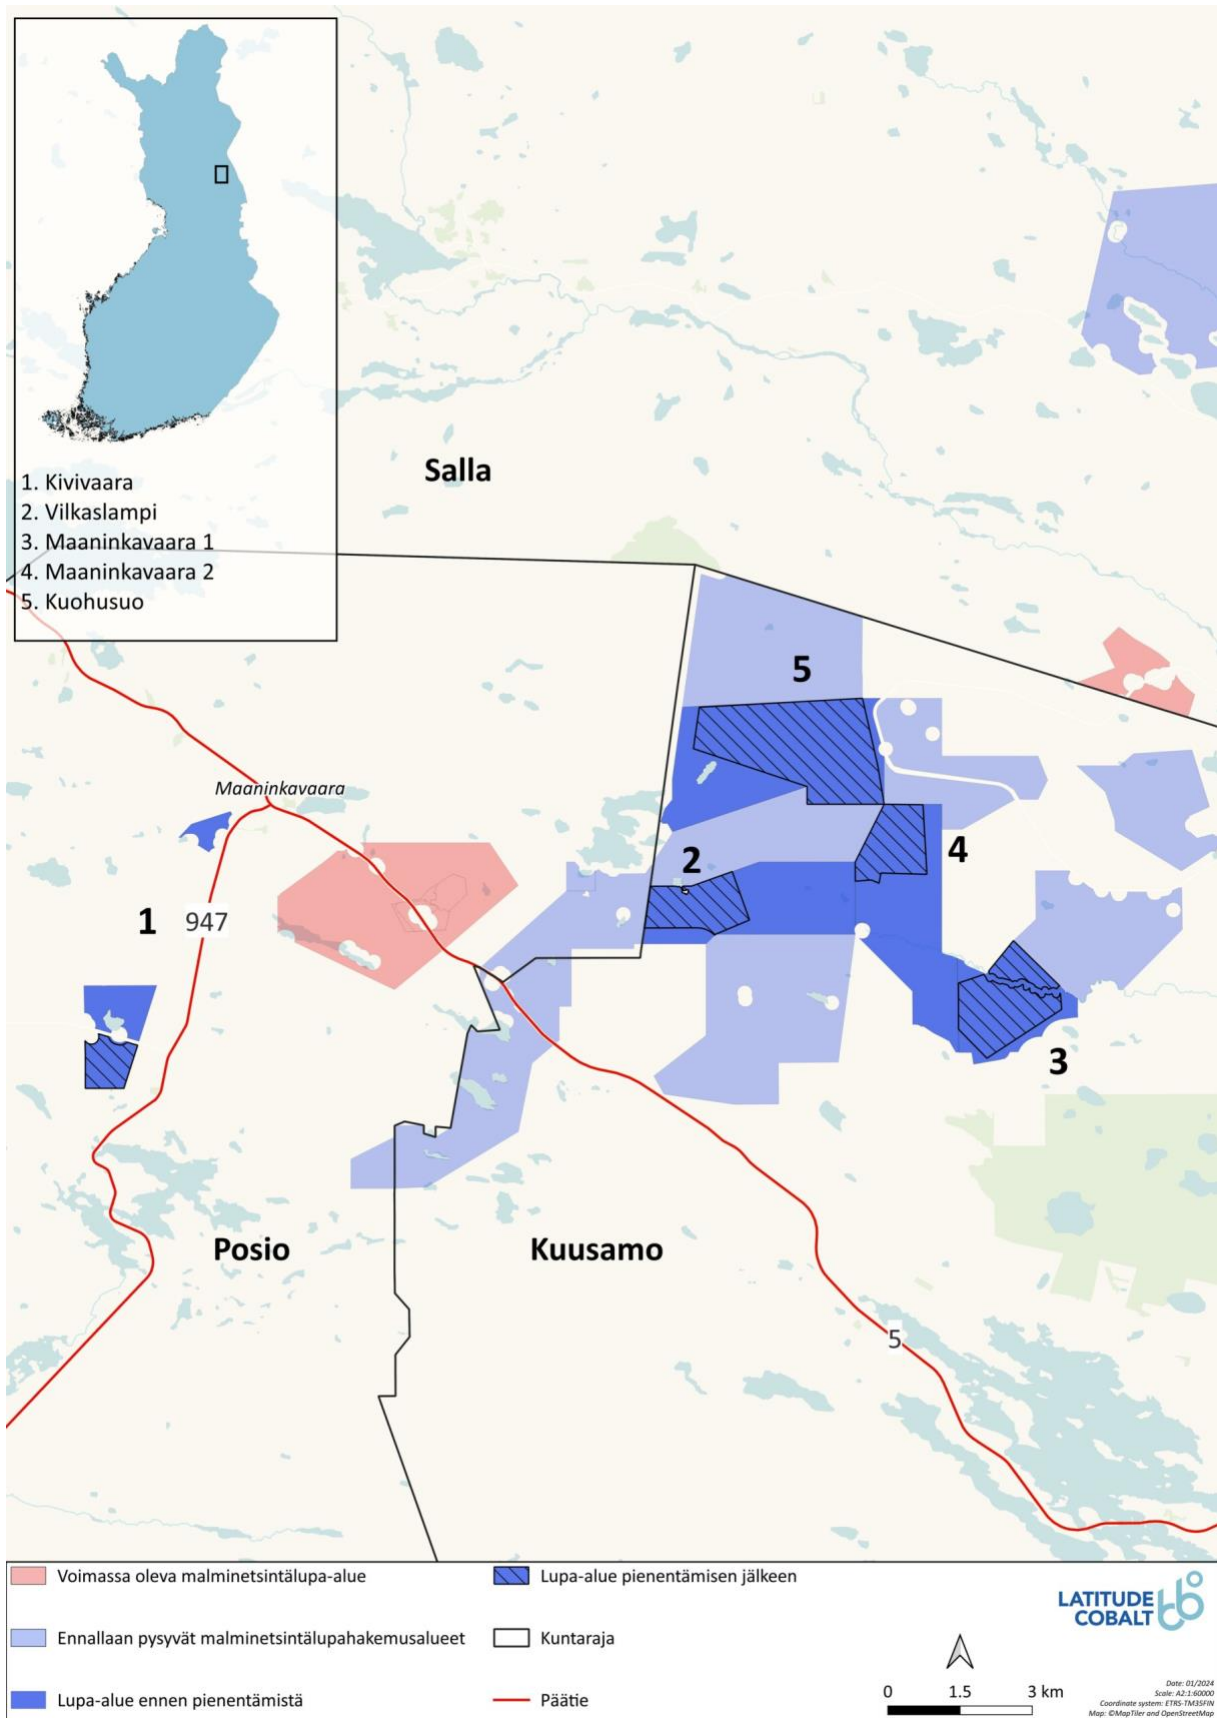 1. Kivivaara
2. Vilkaslampi
3. Maaninkavaara 1
4. Maaninkavaara 2
5. Kuohusuo
Salla
5
Maaninkavaara
4
2
1
947
3
Posio
Kuusamo
5
Voimassa oleva malminetsintälupa-alue
Ennallaan pysyvät malminetsintälupahakemusalueet
Lupa-alue ennen pienentämistä
Lupa-alue pienentämisen jälkeen
Kuntaraja
Päätie
0 1.5 3 km
LATITUDE
COBALT
Date: 01/2024
Scale: A2:1:60000
Coordinate system: ETRS-TM35FIN
Map: ©MapTiler and OpenStreetMap